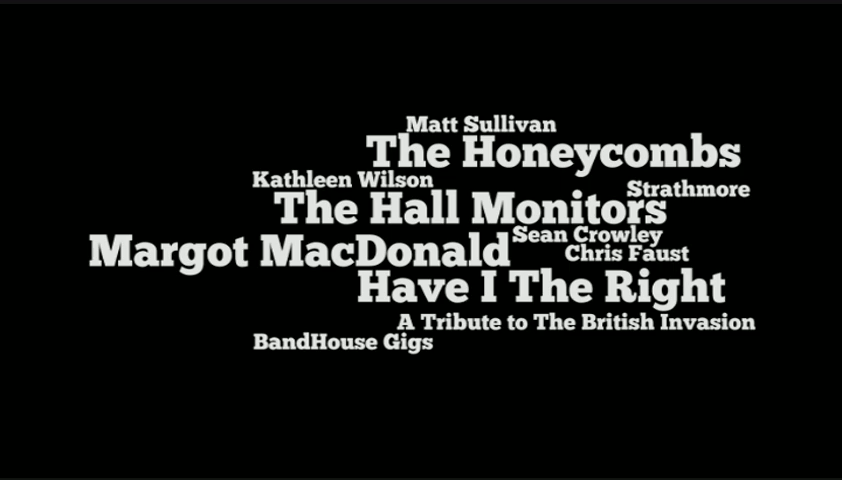 Matt Sullivan
The Honeycombs
Kathleen Wilson
Strathmore
The Hall Monitors
Sean Crowley
Margot MacDonald
Chris Faust
Have I The Right
A Tribute to The British Invasion
BandHouse Gigs